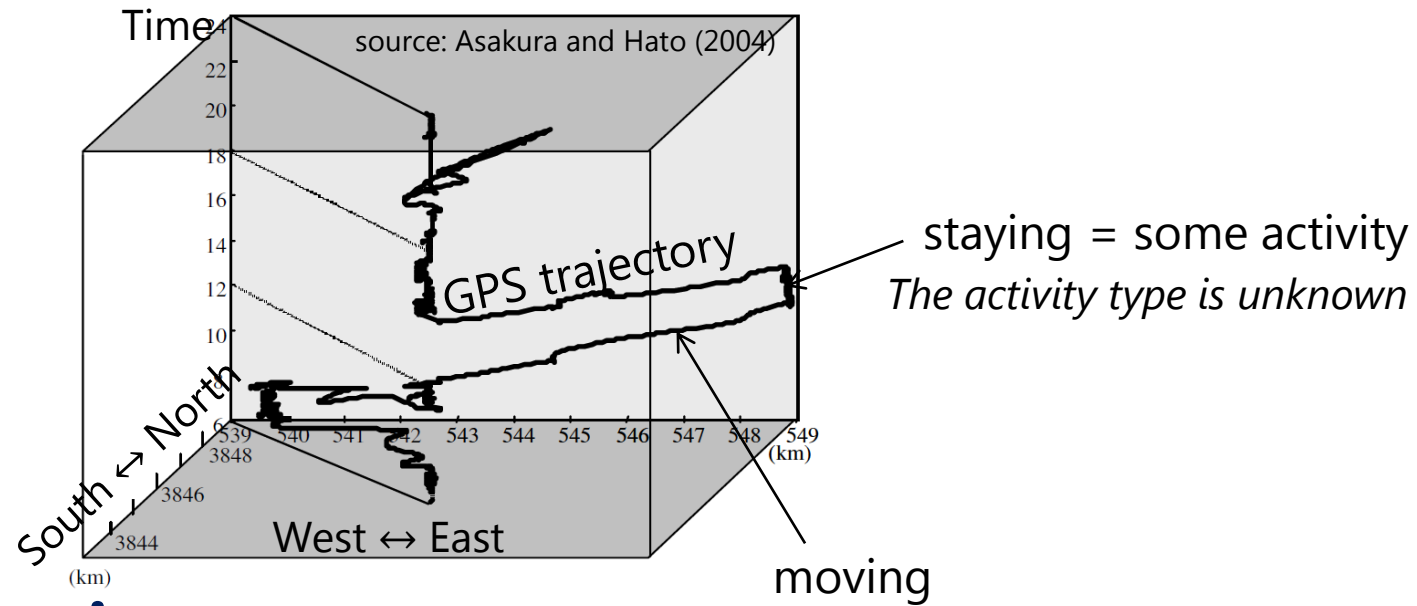 Time
24
source: Asakura and Hato (2004)
22
20
18
16
14
12
10
8
6
GPS trajectory
staying = some activity
The activity type is unknown
South ↔ North
539 540 541 542 543 544 545 546 547 548 549
(km)
3848
3846
3844
(km)
West ↔ East
moving